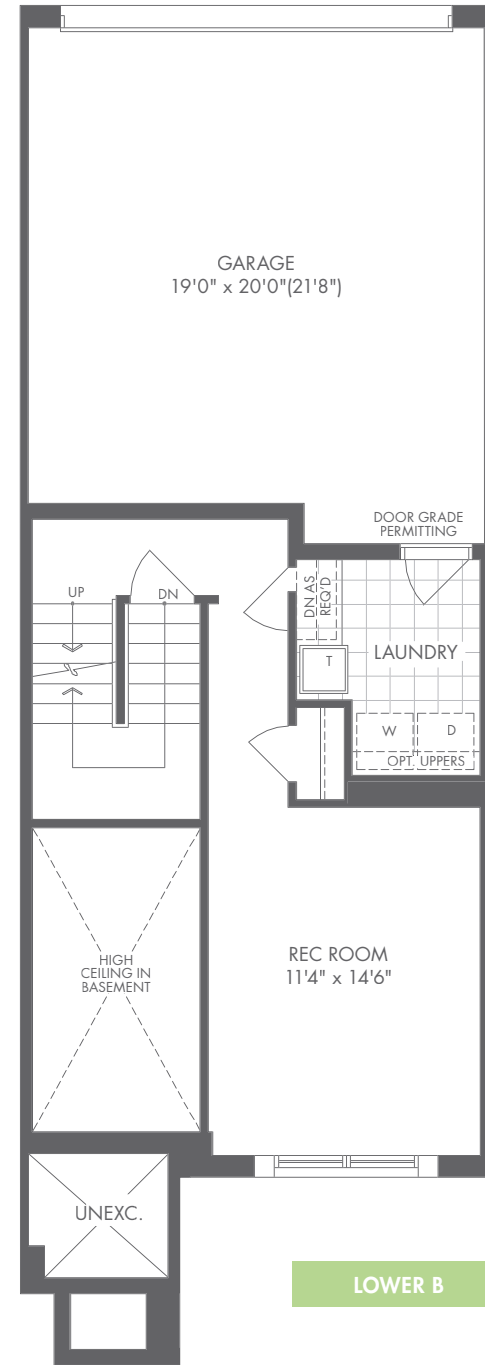 GARAGE
19'0" x 20'0"(21'8")
DOOR GRADE
PERMITTING
UP
DN
DN AS
REQ'D
T
LAUNDRY
W
D
OPT. UPPERS
HIGH
CEILING IN
BASEMENT
REC ROOM
11'4" x 14'6"
UNEXC.
LOWER B